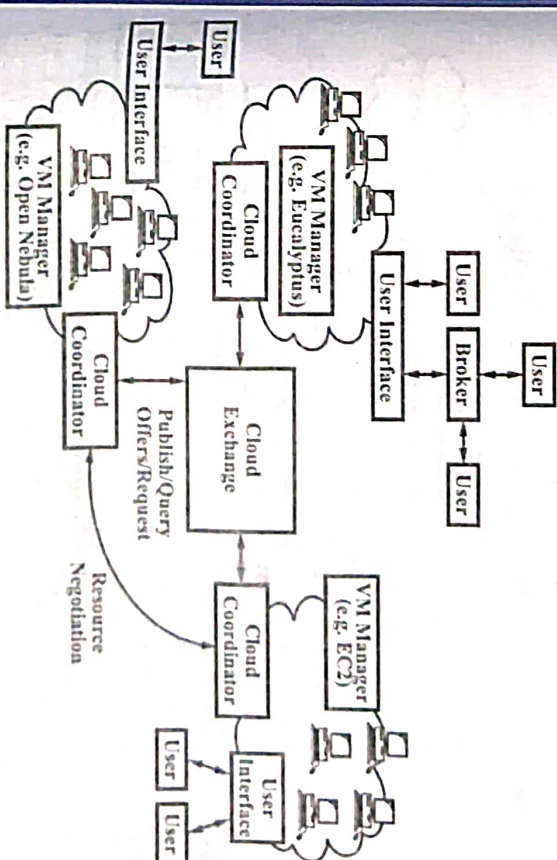 User
User
Broker
User
User Interface
VM Manager
(e.g. Eucalyptus)
VM Manager
(e.g. EC2)
Cloud
Coordinator
Cloud
Exchange
Cloud
Coordinator
User
Interface
User
User
User
User Interface
Publish/Query
Offers/Request
Cloud
Coordinator
Resource
Negotiation
VM Manager
(e.g. Open Nebula)